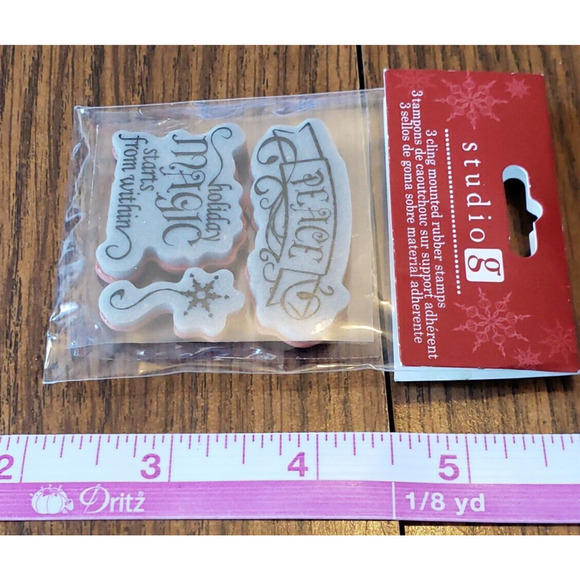 studio g
3 cling mounted rubber stamps
3 tampons de caoutchouc sur support adhérent
3 sellos de goma sobre material adherente
holiday
magic
starts
from within
peace
2 3 4 5
Dritz
1/8 yd